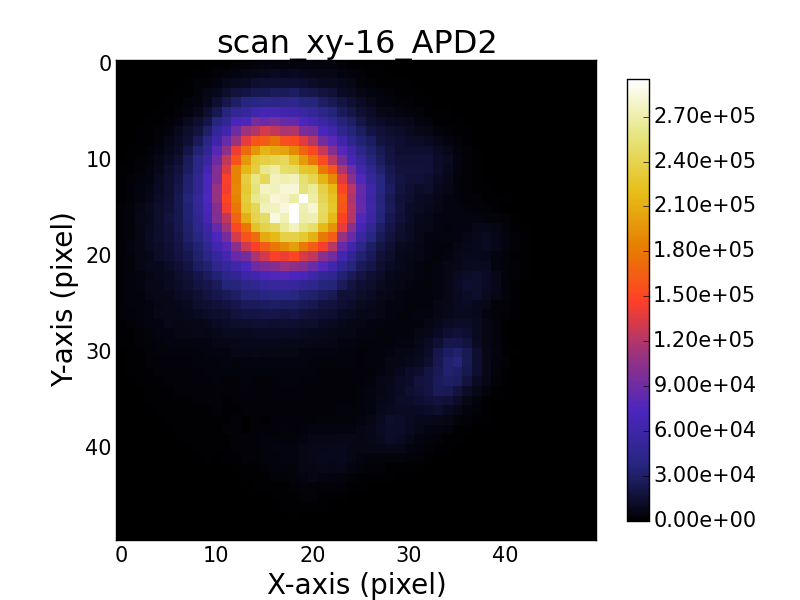 scan_xy-16_APD2
0
10
20
30
40
Y-axis (pixel)
0 10 20 30 40
X-axis (pixel)
2.70e+05
2.40e+05
2.10e+05
1.80e+05
1.50e+05
1.20e+05
9.00e+04
6.00e+04
3.00e+04
0.00e+00